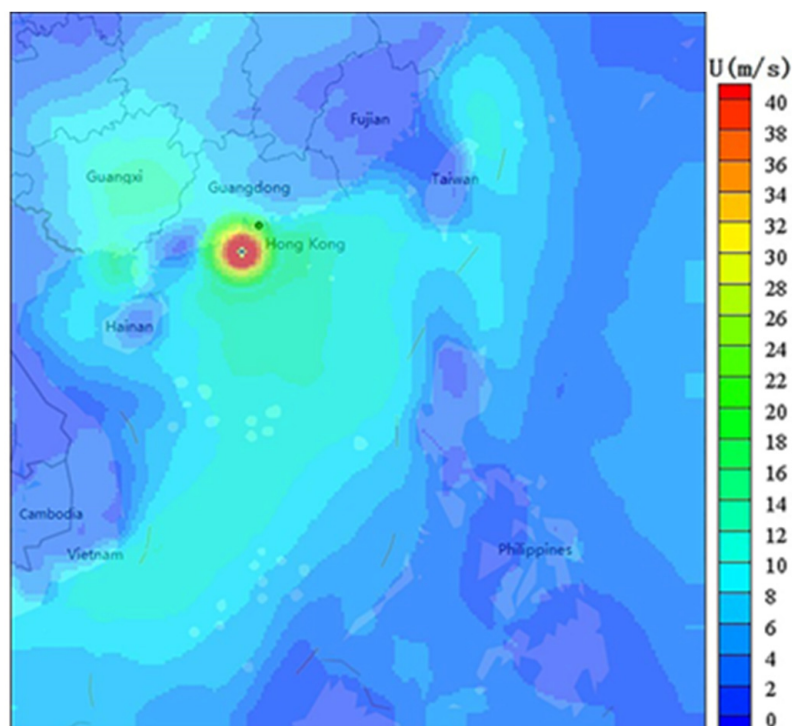 U(m/s)
40
38
36
34
32
30
28
26
24
22
20
18
16
14
12
10
8
6
4
2
0
Fujian
Guangxi
Taiwan
Guangdong
Hong Kong
Hainan
Cambodia
Vietnam
Philippines